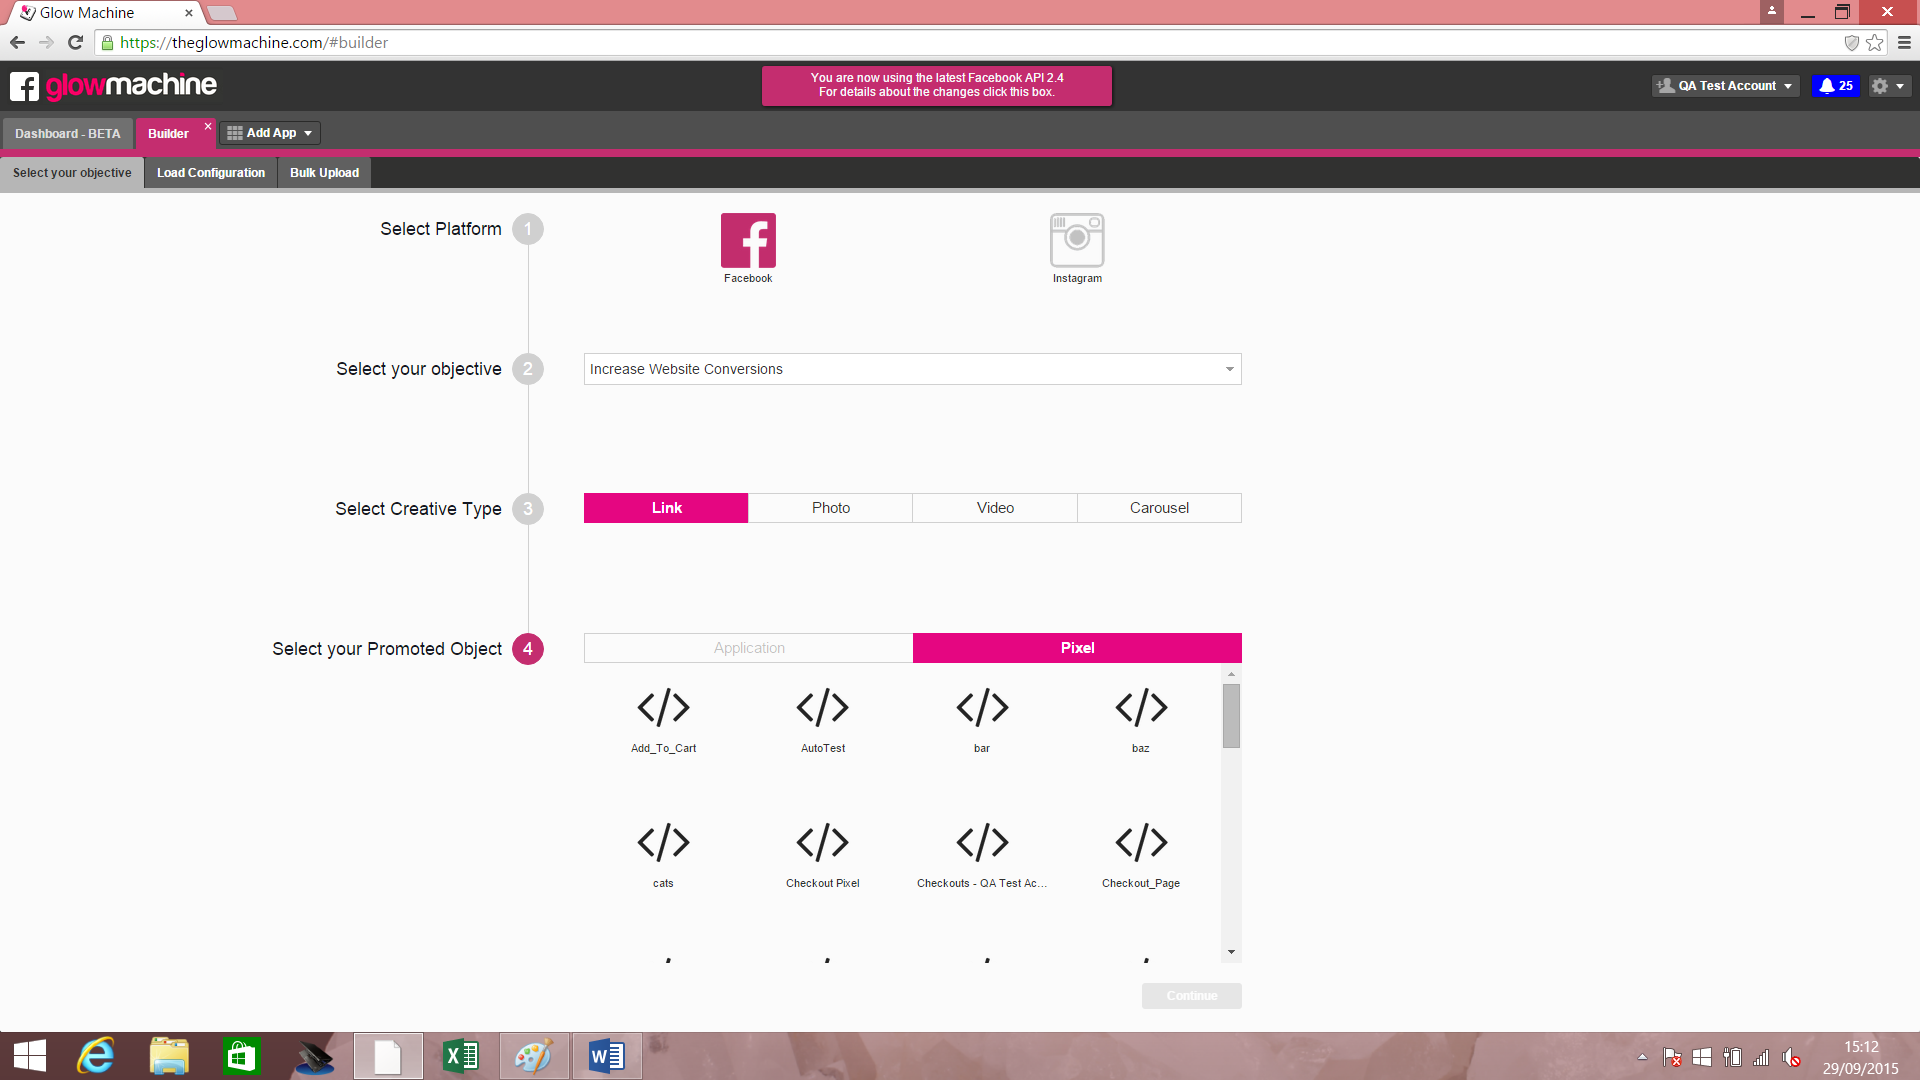 Glow Machine
https://theglowmachine.com/#builder
glowmachine
You are now using the latest Facebook API 2.4
For details about the changes click this box.
QA Test Account
25
Dashboard - BETA
Builder
Add App
Select your objective
Load Configuration
Bulk Upload
Select Platform
1
Facebook
Instagram
Select your objective
2
Increase Website Conversions
Select Creative Type
3
Link
Photo
Video
Carousel
Select your Promoted Object
4
Application
Pixel
Add_To_Cart
AutoTest
bar
baz
cats
Checkout Pixel
Checkouts - QA Test Ac...
Checkout_Page
Continue
15:12
29/09/2015